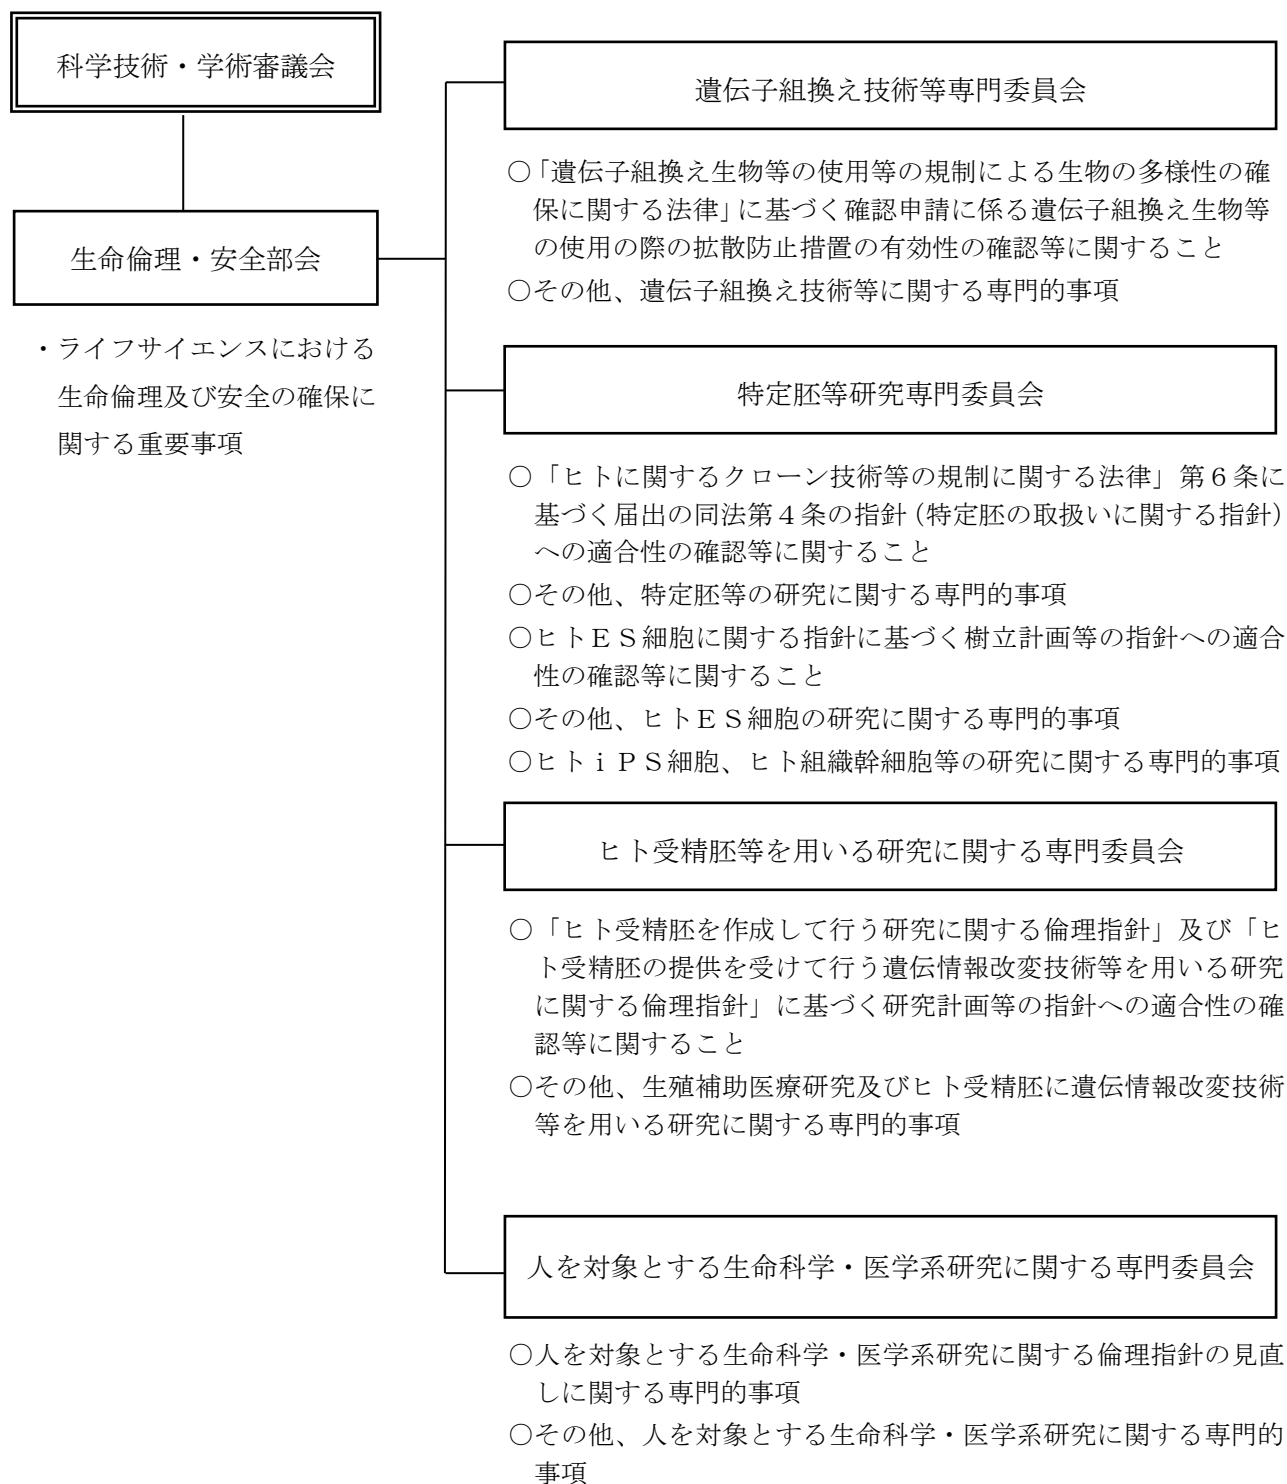 科学技術・学術審議会
生命倫理・安全部会
・ライフサイエンスにおける
生命倫理及び安全の確保に
関する重要事項
遺伝子組換え技術等専門委員会
○「遺伝子組換え生物等の使用等の規制による生物の多様性の確
保に関する法律」に基づく確認申請に係る遺伝子組換え生物等
の使用の際の拡散防止措置の有効性の確認等に関すること
○その他、遺伝子組換え技術等に関する専門的事項
特定胚等研究専門委員会
○「ヒトに関するクローン技術等の規制に関する法律」第６条に
基づく届出の同法第４条の指針（特定胚の取扱いに関する指針）
への適合性の確認等に関すること
○その他、特定胚等の研究に関する専門的事項
○ヒトＥＳ細胞に関する指針に基づく樹立計画等の指針への適合
性の確認等に関すること
○その他、ヒトＥＳ細胞の研究に関する専門的事項
○ヒトｉＰＳ細胞、ヒト組織幹細胞等の研究に関する専門的事項
ヒト受精胚等を用いる研究に関する専門委員会
○「ヒト受精胚を作成して行う研究に関する倫理指針」及び「ヒ
ト受精胚の提供を受けて行う遺伝情報改変技術等を用いる研究
に関する倫理指針」に基づく研究計画等の指針への適合性の確
認等に関すること
○その他、生殖補助医療研究及びヒト受精胚に遺伝情報改変技術
等を用いる研究に関する専門的事項
人を対象とする生命科学・医学系研究に関する専門委員会
○人を対象とする生命科学・医学系研究に関する倫理指針の見直
しに関する専門的事項
○その他、人を対象とする生命科学・医学系研究に関する専門的
事項